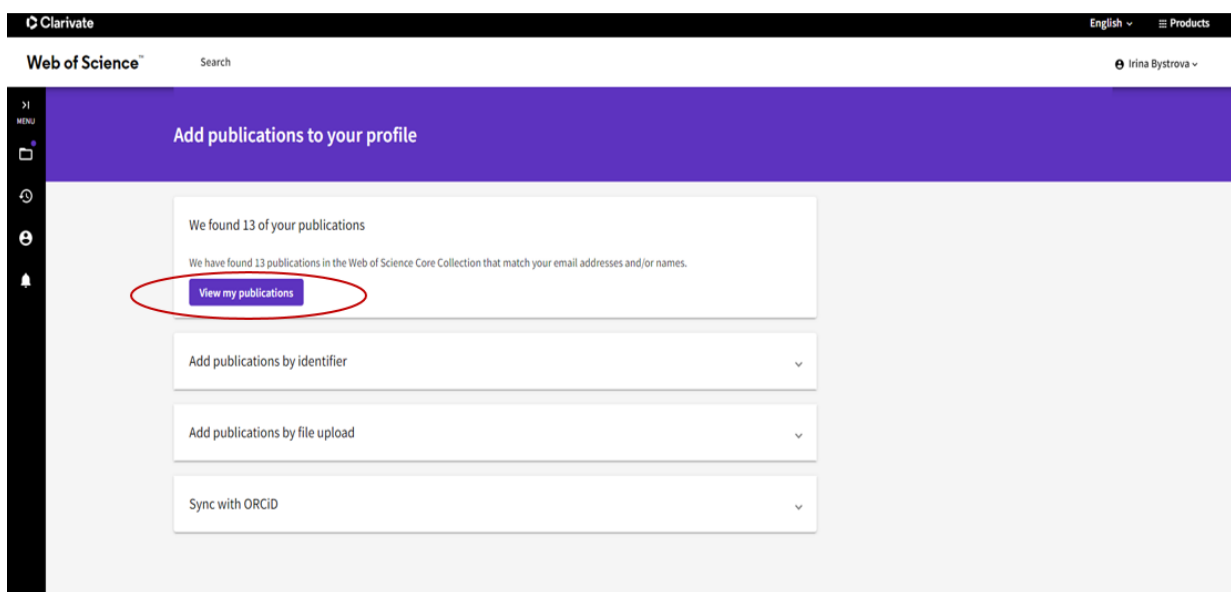 Clarivate
English
Products
Web of Science™
Search
Irina Bystrova
MENU
Add publications to your profile
We found 13 of your publications
We have found 13 publications in the Web of Science Core Collection that match your email addresses and/or names.
View my publications
Add publications by identifier
Add publications by file upload
Sync with ORCiD